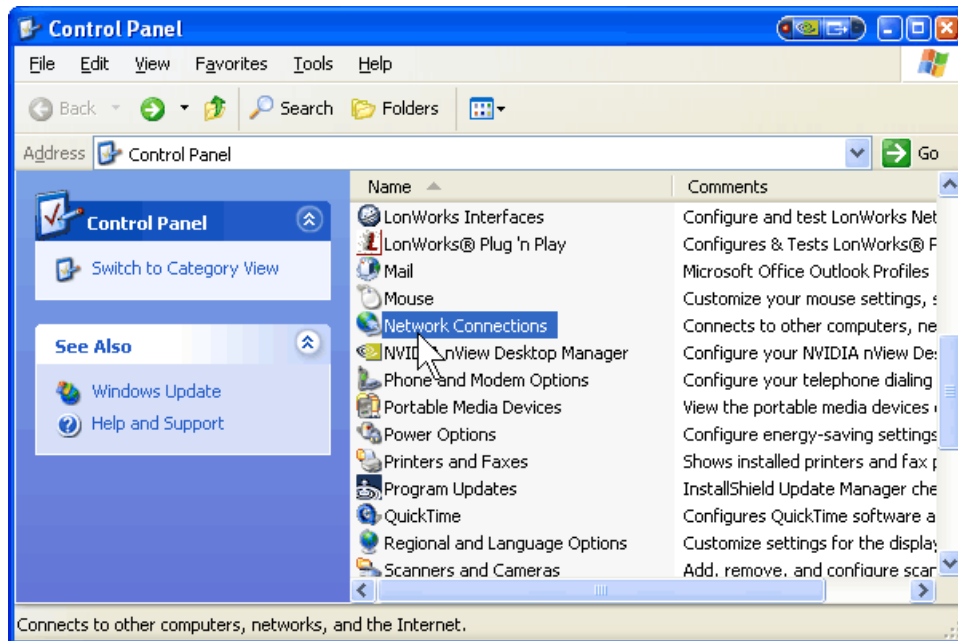 Control Panel
File Edit View Favorites Tools Help
Back Search Folders
Address Control Panel Go
Control Panel
Switch to Category View
See Also
Windows Update
Help and Support
Name Comments
LonWorks Interfaces Configure and test LonWorks Net
LonWorks® Plug 'n Play Configures & Tests LonWorks®
Mail Microsoft Office Outlook Profiles
Mouse Customize your mouse settings,
Network Connections Connects to other computers, ne
NVIDIA nView Desktop Manager Configure your NVIDIA nView De
Phone and Modem Options Configure your telephone dialing
Portable Media Devices View the portable media devices
Power Options Configure energy-saving settings
Printers and Faxes Shows installed printers and fax
Program Updates InstallShield Update Manager che
QuickTime Configures QuickTime software a
Regional and Language Options Customize settings for the display
Scanners and Cameras Add, remove, and configure scan
Connects to other computers, networks, and the Internet.